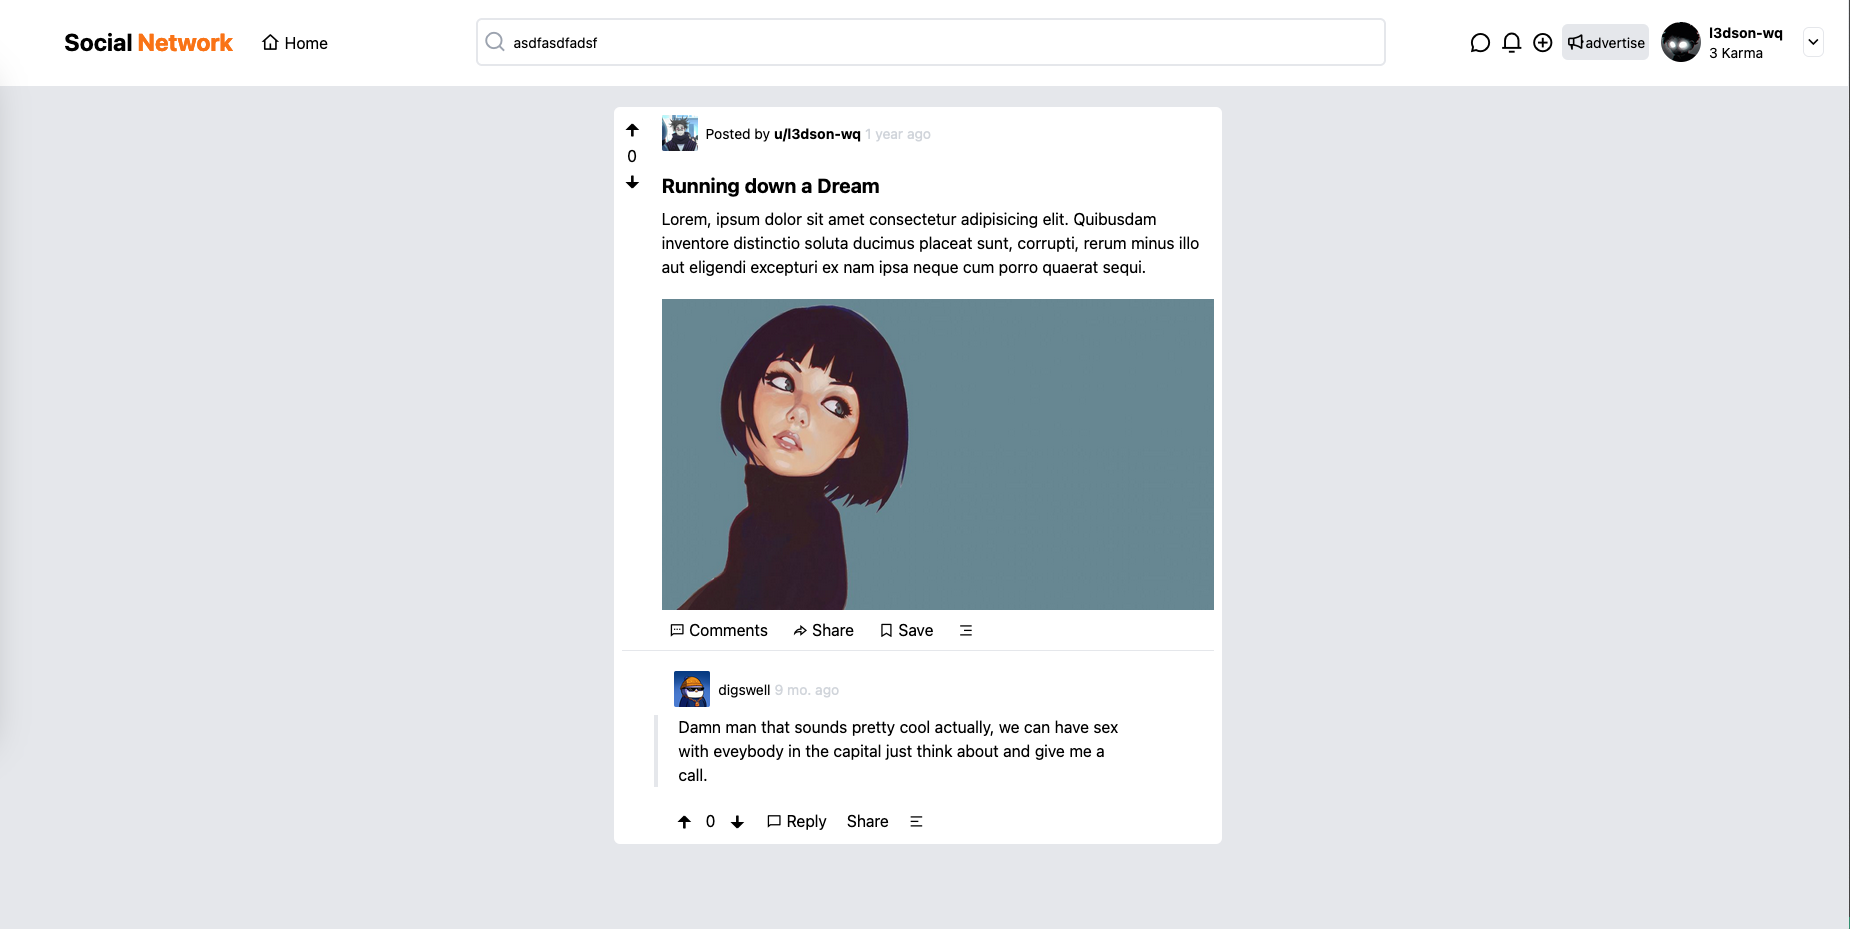 Social Network Home asdfasdfadsf advertise l3dson-wq
3 Karma
Posted by u/l3dson-wq 1 year ago
0
Running down a Dream
Lorem, ipsum dolor sit amet consectetur adipisicing elit. Quibusdam
inventore distinctio soluta ducimus placeat sunt, corrupti, rerum minus illo
aut eligendi excepturi ex nam ipsa neque cum porro quaerat sequi.
Comments Share Save
digswell 9 mo. ago
Damn man that sounds pretty cool actually, we can have sex
with eveybody in the capital just think about and give me a
call.
0 Reply Share